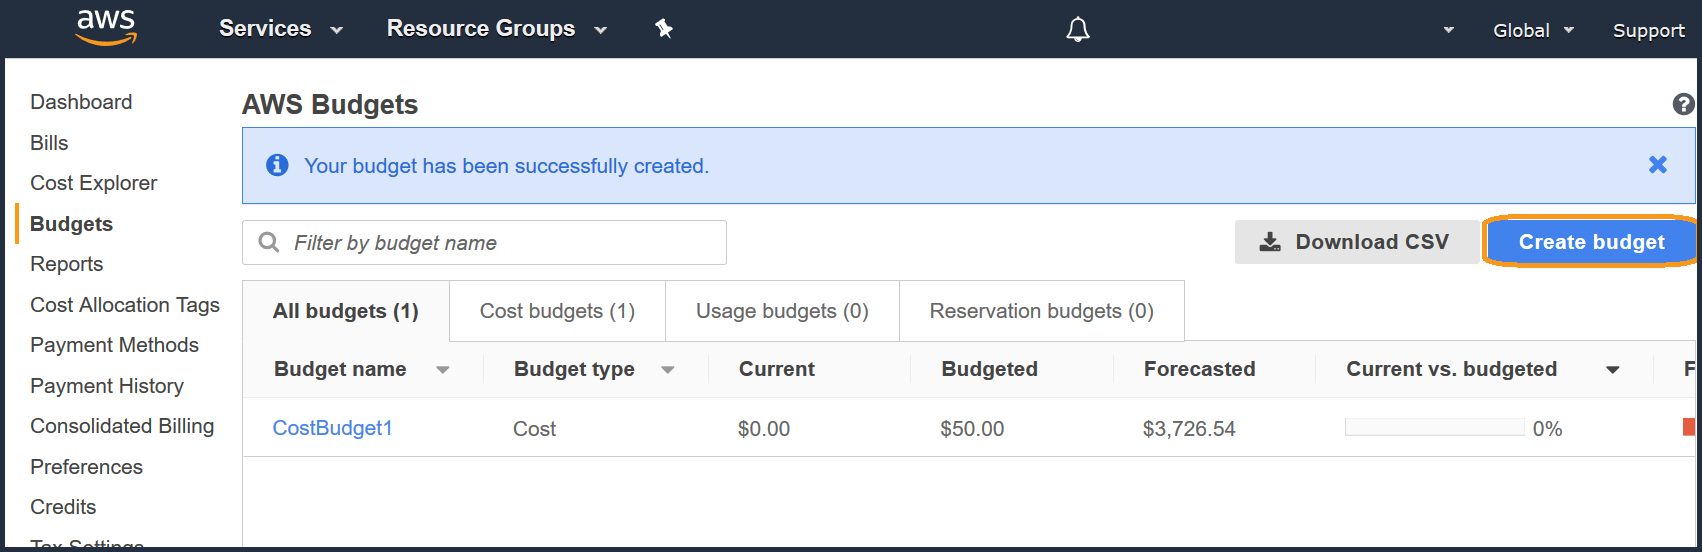 aws Services Resource Groups Global Support
Dashboard
Bills
Cost Explorer
Budgets
Reports
Cost Allocation Tags
Payment Methods
Payment History
Consolidated Billing
Preferences
Credits
Tax Settings
AWS Budgets ?
Your budget has been successfully created.
Filter by budget name Download CSV Create budget
All budgets (1) Cost budgets (1) Usage budgets (0) Reservation budgets (0)
Budget name Budget type Current Budgeted Forecasted Current vs. budgeted F
CostBudget1 Cost $0.00 $50.00 $3,726.54 0%